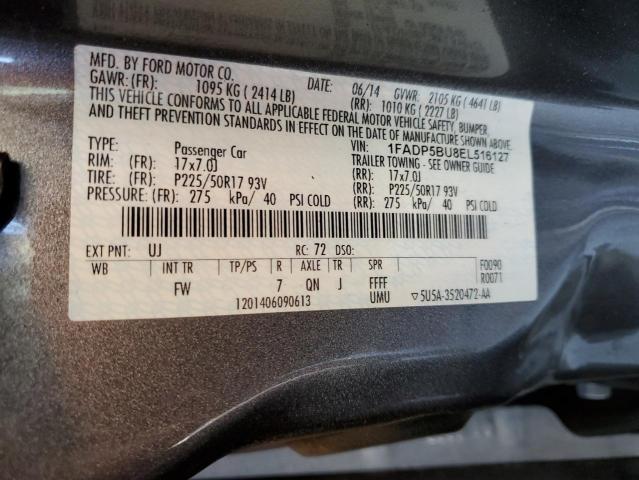 MFD. BY FORD MOTOR CO.
DATE: 06/14 GVWR: 2105 KG ( 4641 LB)
GAWR: (FR): 1095 KG ( 2414 LB) (RR): 1010 KG ( 2227 LB)
THIS VEHICLE CONFORMS TO ALL APPLICABLE FEDERAL MOTOR VEHICLE SAFETY, BUMPER,
AND THEFT PREVENTION STANDARDS IN EFFECT ON THE DATE OF MANUFACTURE SHOWN ABOVE.
VIN: 1FADP5BU8EL516127
TYPE: Passenger Car TRAILER TOWING - SEE OWNER GUIDE
RIM: (FR): 17x7.0J (RR): 17x7.0J
TIRE: (FR): P225/50R17 93V (RR): P225/50R17 93V
PRESSURE: (FR): 275 kPa/ 40 PSI COLD (RR): 275 kPa/ 40 PSI COLD
EXT PNT: UJ RC: 72 DSO: F0090
WB INT TR TP/PS R AXLE TR SPR R0071
FW 7 QN J FFFF
1201406090613 UMU ▽5U5A-3520472-AA